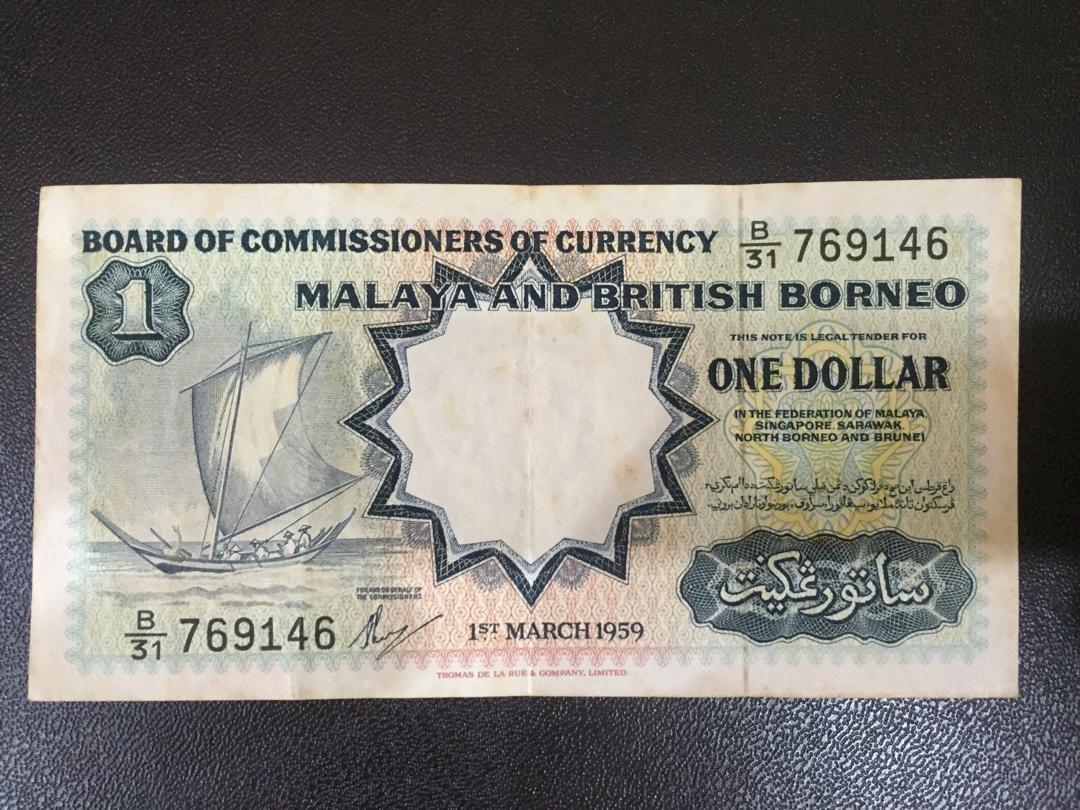 BOARD OF COMMISSIONERS OF CURRENCY
B/31 769146
1
MALAYA AND BRITISH BORNEO
THIS NOTE IS LEGAL TENDER FOR
ONE DOLLAR
IN THE FEDERATION OF MALAYA,
SINGAPORE, SARAWAK,
NORTH BORNEO AND BRUNEI
ساتو رڠݢيت
FOR AND ON BEHALF OF
THE COMMISSIONERS
B/31 769146
1ST MARCH 1959
THOMAS DE LA RUE & COMPANY, LIMITED.